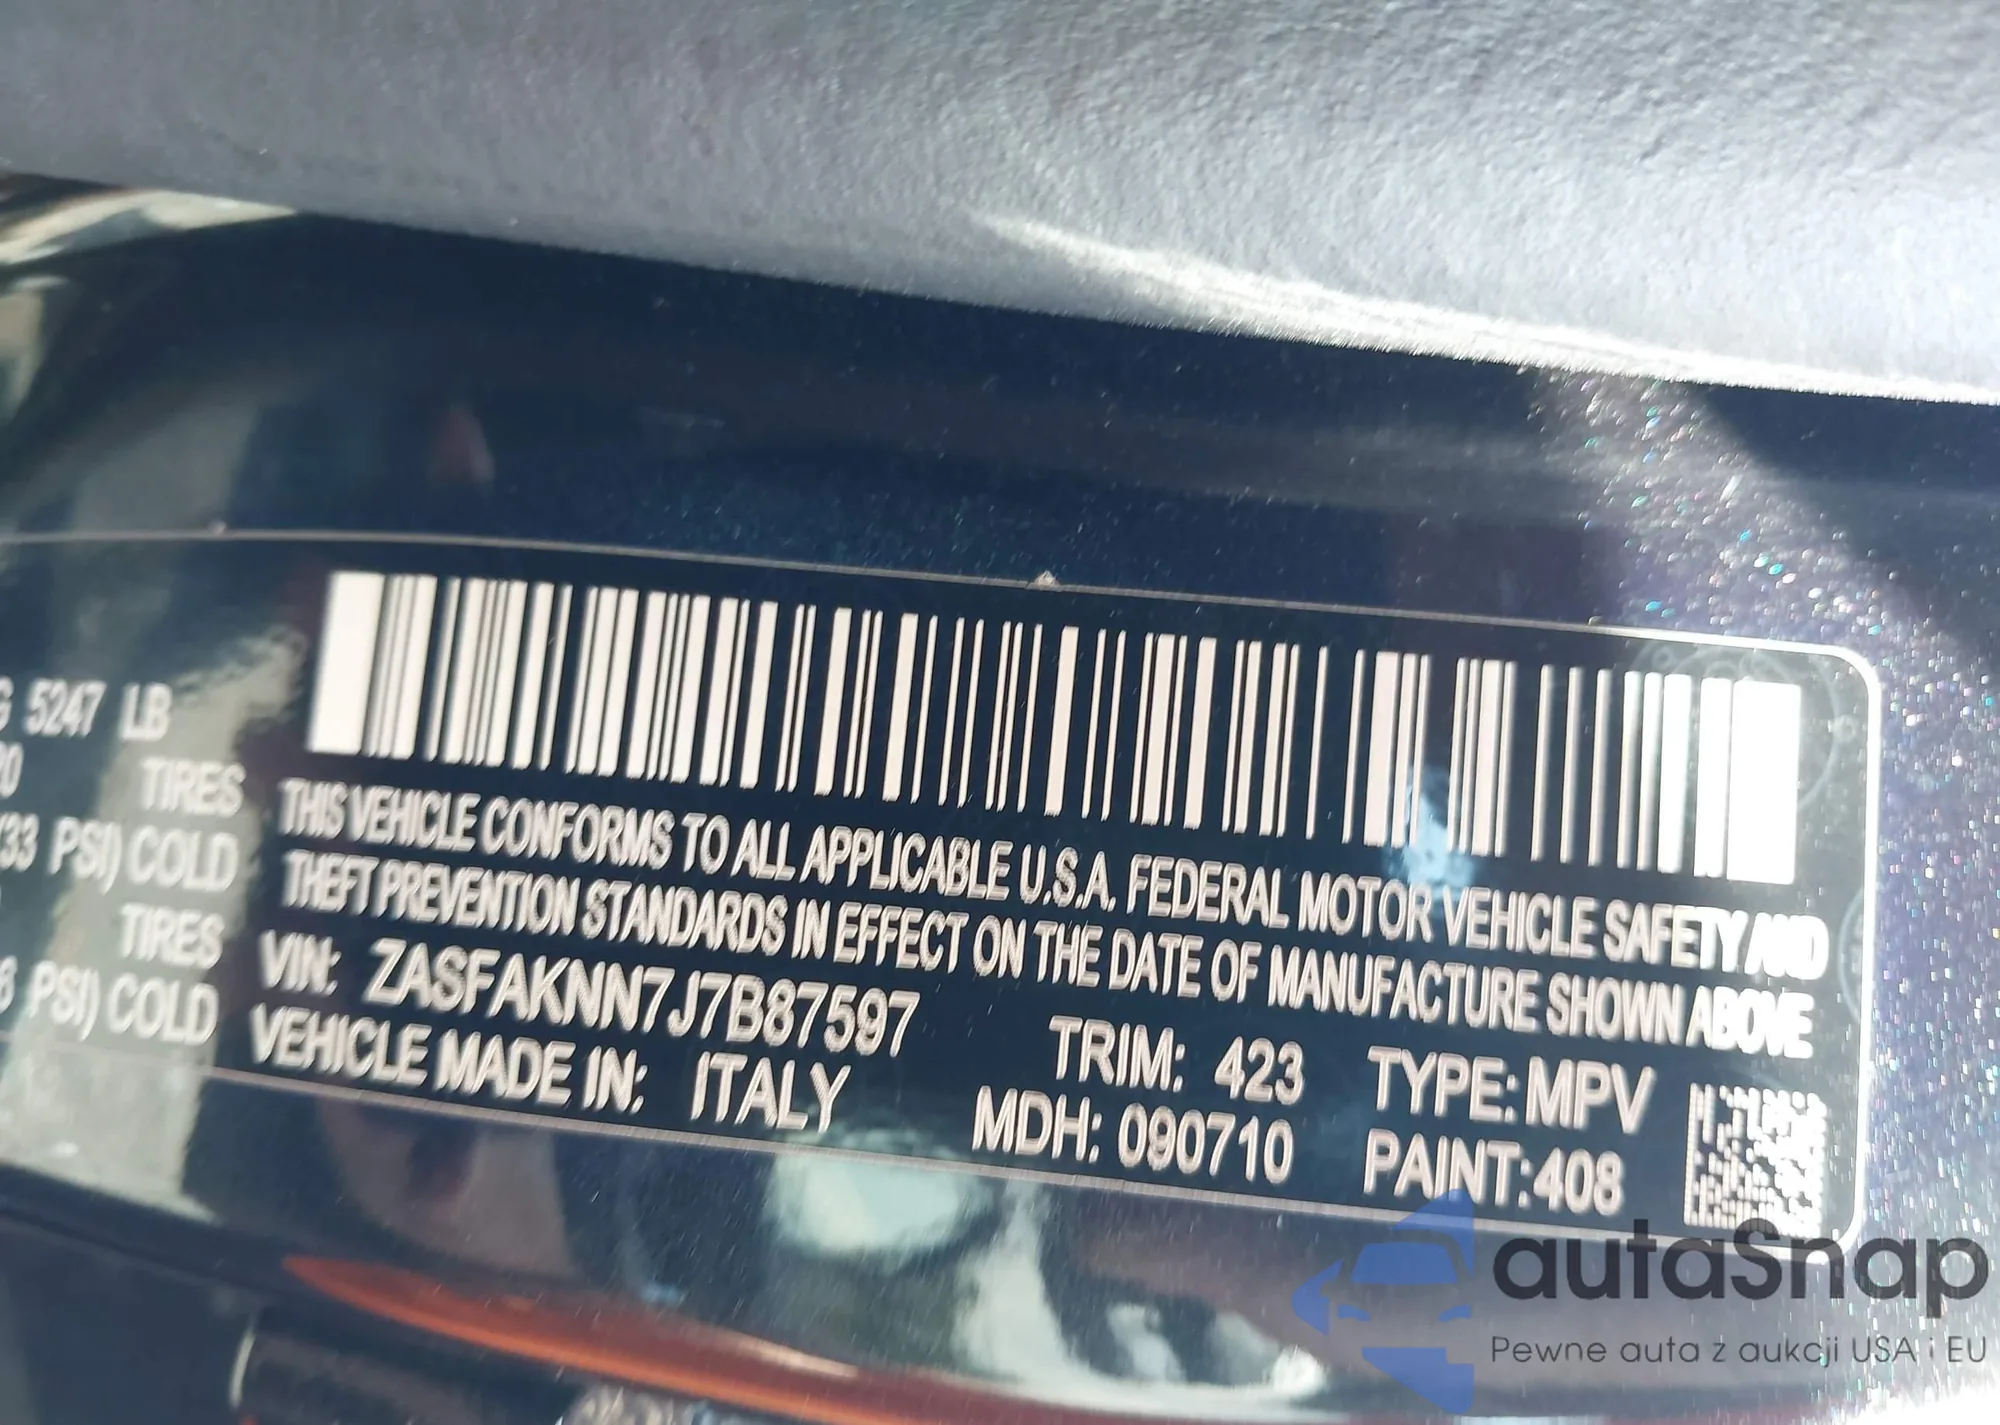 5247 LB
TIRES
PSI) COLD
TIRES
PSI) COLD
THIS VEHICLE CONFORMS TO ALL APPLICABLE U.S.A. FEDERAL MOTOR VEHICLE SAFETY AND
THEFT PREVENTION STANDARDS IN EFFECT ON THE DATE OF MANUFACTURE SHOWN ABOVE
VIN: ZASFAKNN7J7B87597
TRIM: 423 TYPE: MPV
VEHICLE MADE IN: ITALY
MDH: 090710 PAINT: 408
autaSnap
Pewne auta z aukcji USA i EU